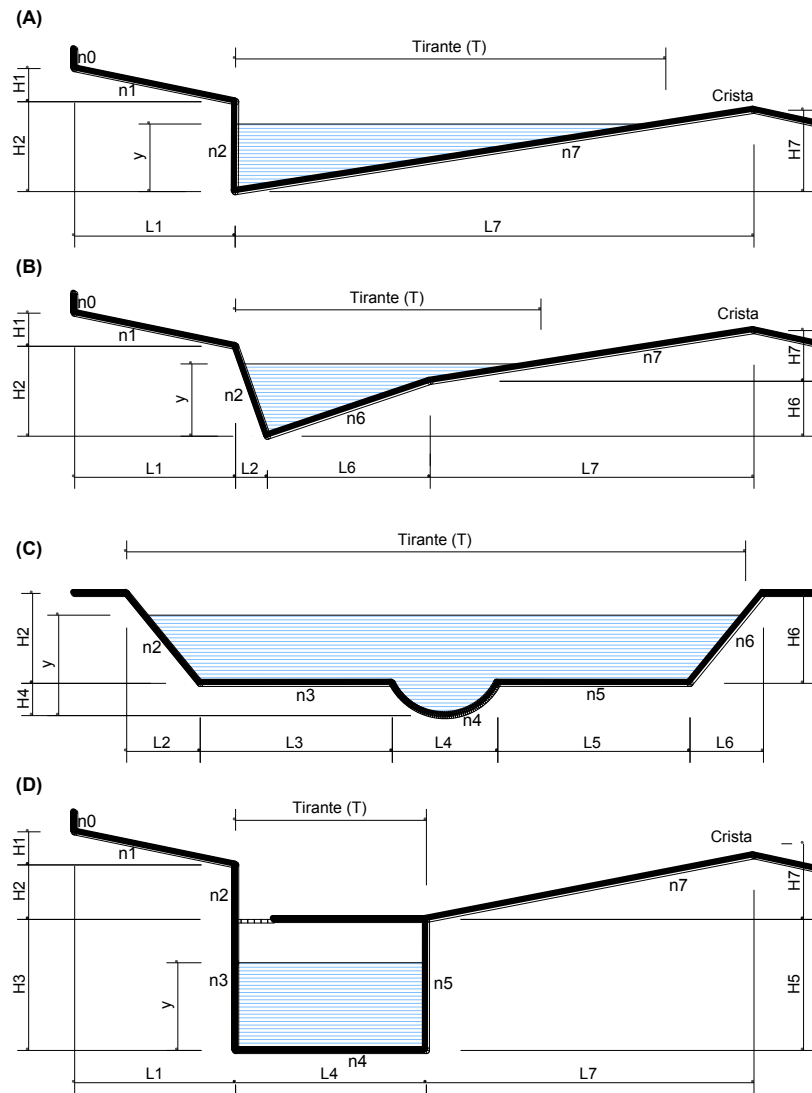 (A)
Tirante (T)
n0
H1
n1
Crista
H2
y
n2
n7
H7
L1
L7
(B)
Tirante (T)
n0
H1
n1
Crista
H2
y
n2
n6
n7
H7
H6
L1
L2
L6
L7
(C)
Tirante (T)
H2
y
n2
n6
H6
H4
n3
n4
n5
L2
L3
L4
L5
L6
(D)
Tirante (T)
n0
H1
n1
Crista
H2
n2
n7
H7
H3
y
n3
n5
H5
n4
L1
L4
L7